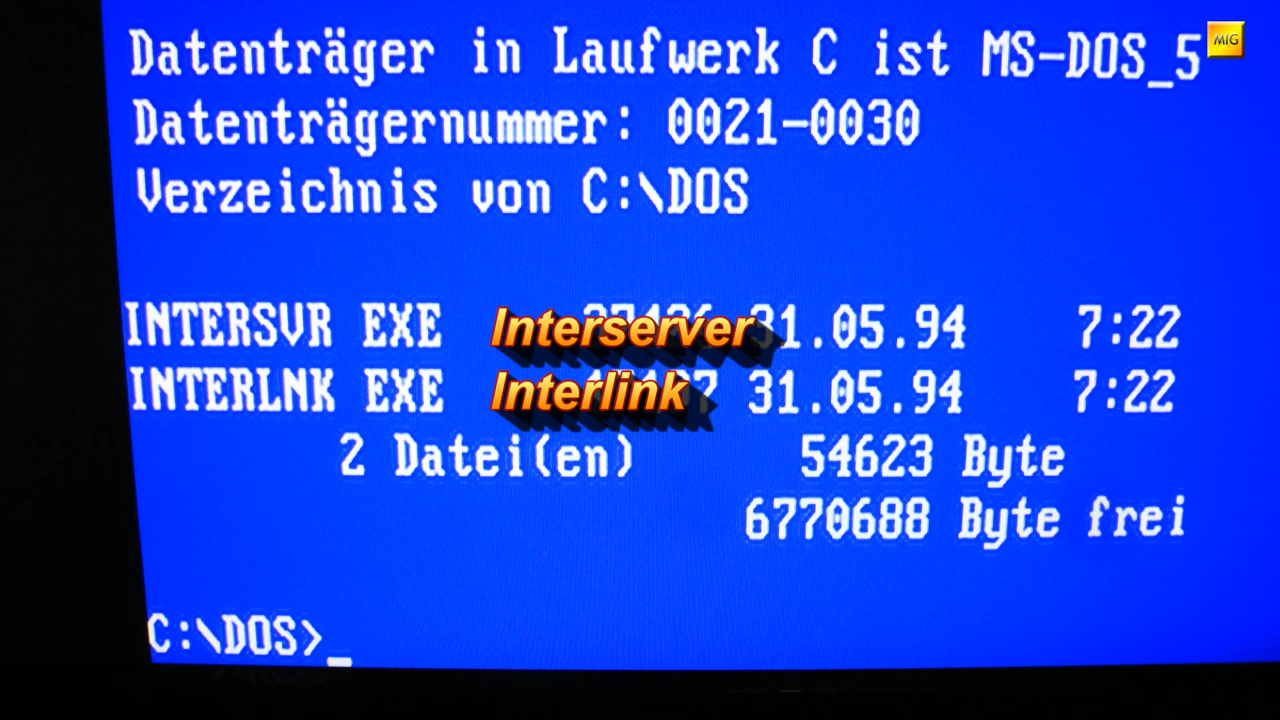 Datenträger in Laufwerk C ist MS-DOS_5
MIG
Datenträgernummer: 0021-0030
Verzeichnis von C:\DOS
INTERSVR EXE Interserver 31.05.94 7:22
INTERLNK EXE Interlink 31.05.94 7:22
2 Datei(en) 54623 Byte
6770688 Byte frei
C:\DOS>_